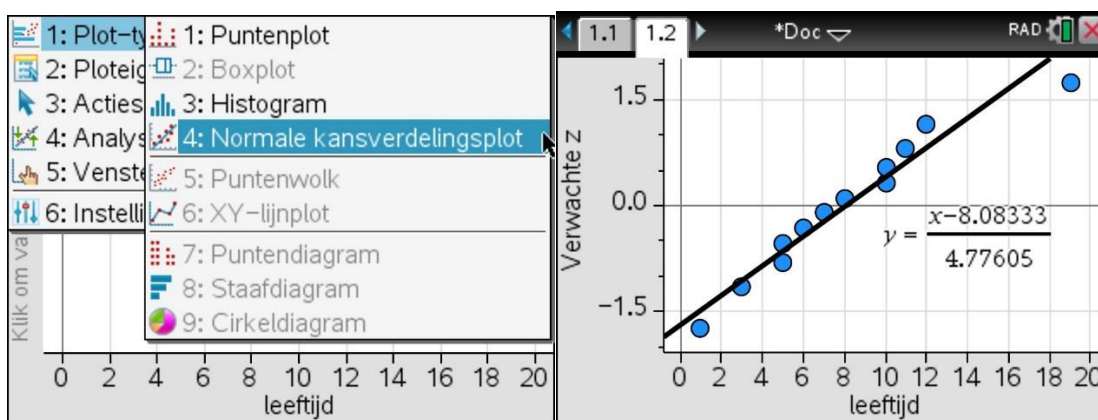 1: Plot-ty
2: Ploteig
3: Acties
4: Analys
5: Venste
6: Instelli
1: Puntenplot
2: Boxplot
3: Histogram
4: Normale kansverdelingsplot
5: Puntenwolk
6: XY-lijnplot
7: Puntendiagram
8: Staafdiagram
9: Cirkeldiagram
Klik om va
0 2 4 6 8 10 12 14 16 18 20
leeftijd
1.1 1.2 *Doc RAD
Verwachte z
1.5
0.0
-1.5
y = x-8.08333
4.77605
0 2 4 6 8 10 12 14 16 18 20
leeftijd